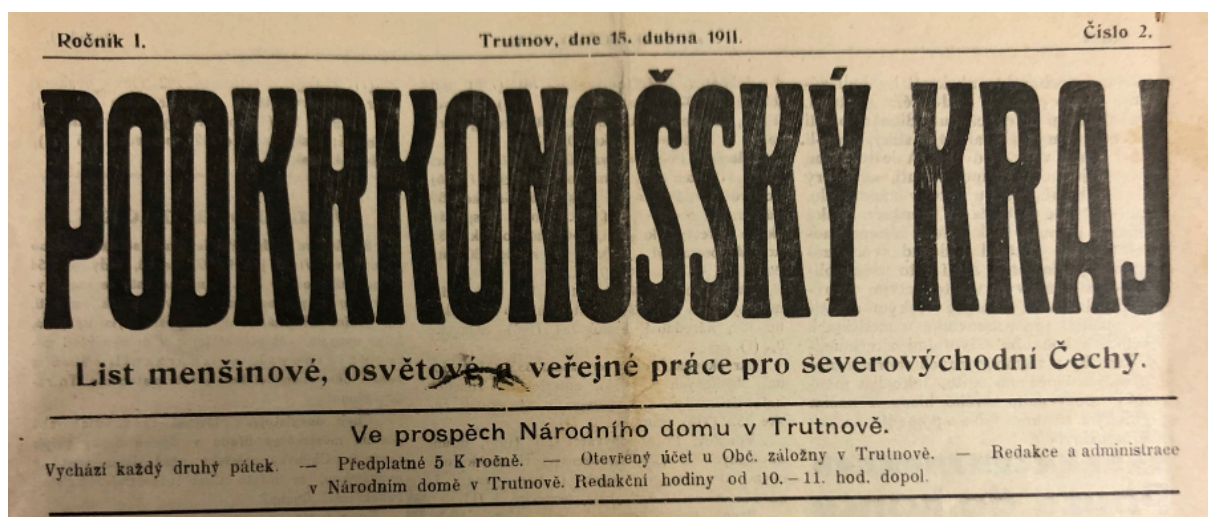 Ročník I. Trutnov, dne 15. dubna 1911. Číslo 2.
PODKRKONOŠSKÝ KRAJ
List menšinové, osvětové a veřejné práce pro severovýchodní Čechy.
Ve prospěch Národního domu v Trutnově.
Vychází každý druhý pátek. — Předplatné 5 K ročně. — Otevřený účet u Obč. záložny v Trutnově. — Redakce a administrace
v Národním domě v Trutnově. Redakční hodiny od 10.–11. hod. dopol.